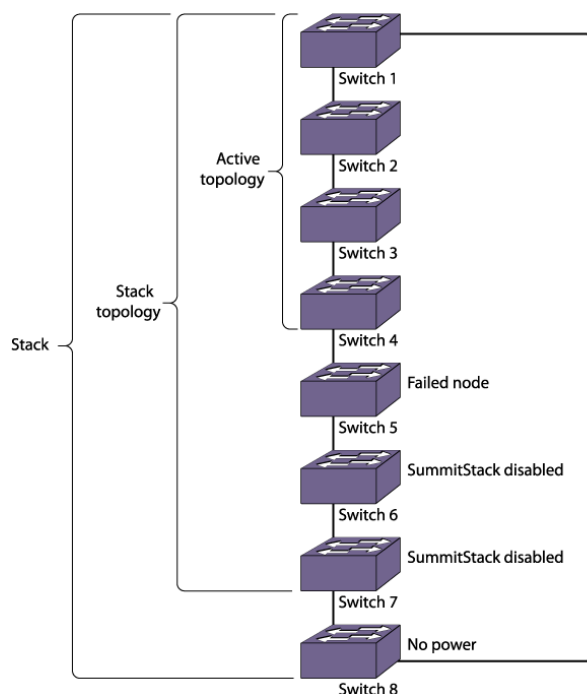 Switch 1
Switch 2
Active
topology
Switch 3
Stack
topology
Stack
Switch 4
Failed node
Switch 5
SummitStack disabled
Switch 6
SummitStack disabled
Switch 7
No power
Switch 8